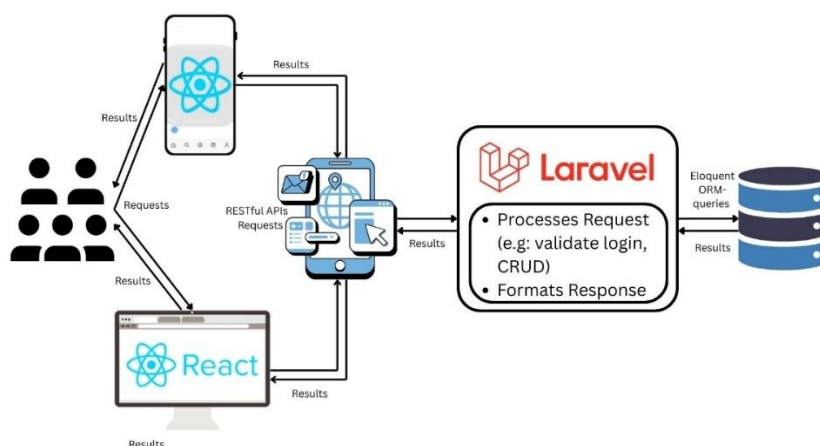 Results
Results
Requests
Results
RESTful APIs
Requests
Results
React
Results
Laravel
• Processes Request
(e.g: validate login,
CRUD)
• Formats Response
Results
Eloquent
ORM-
queries
Results